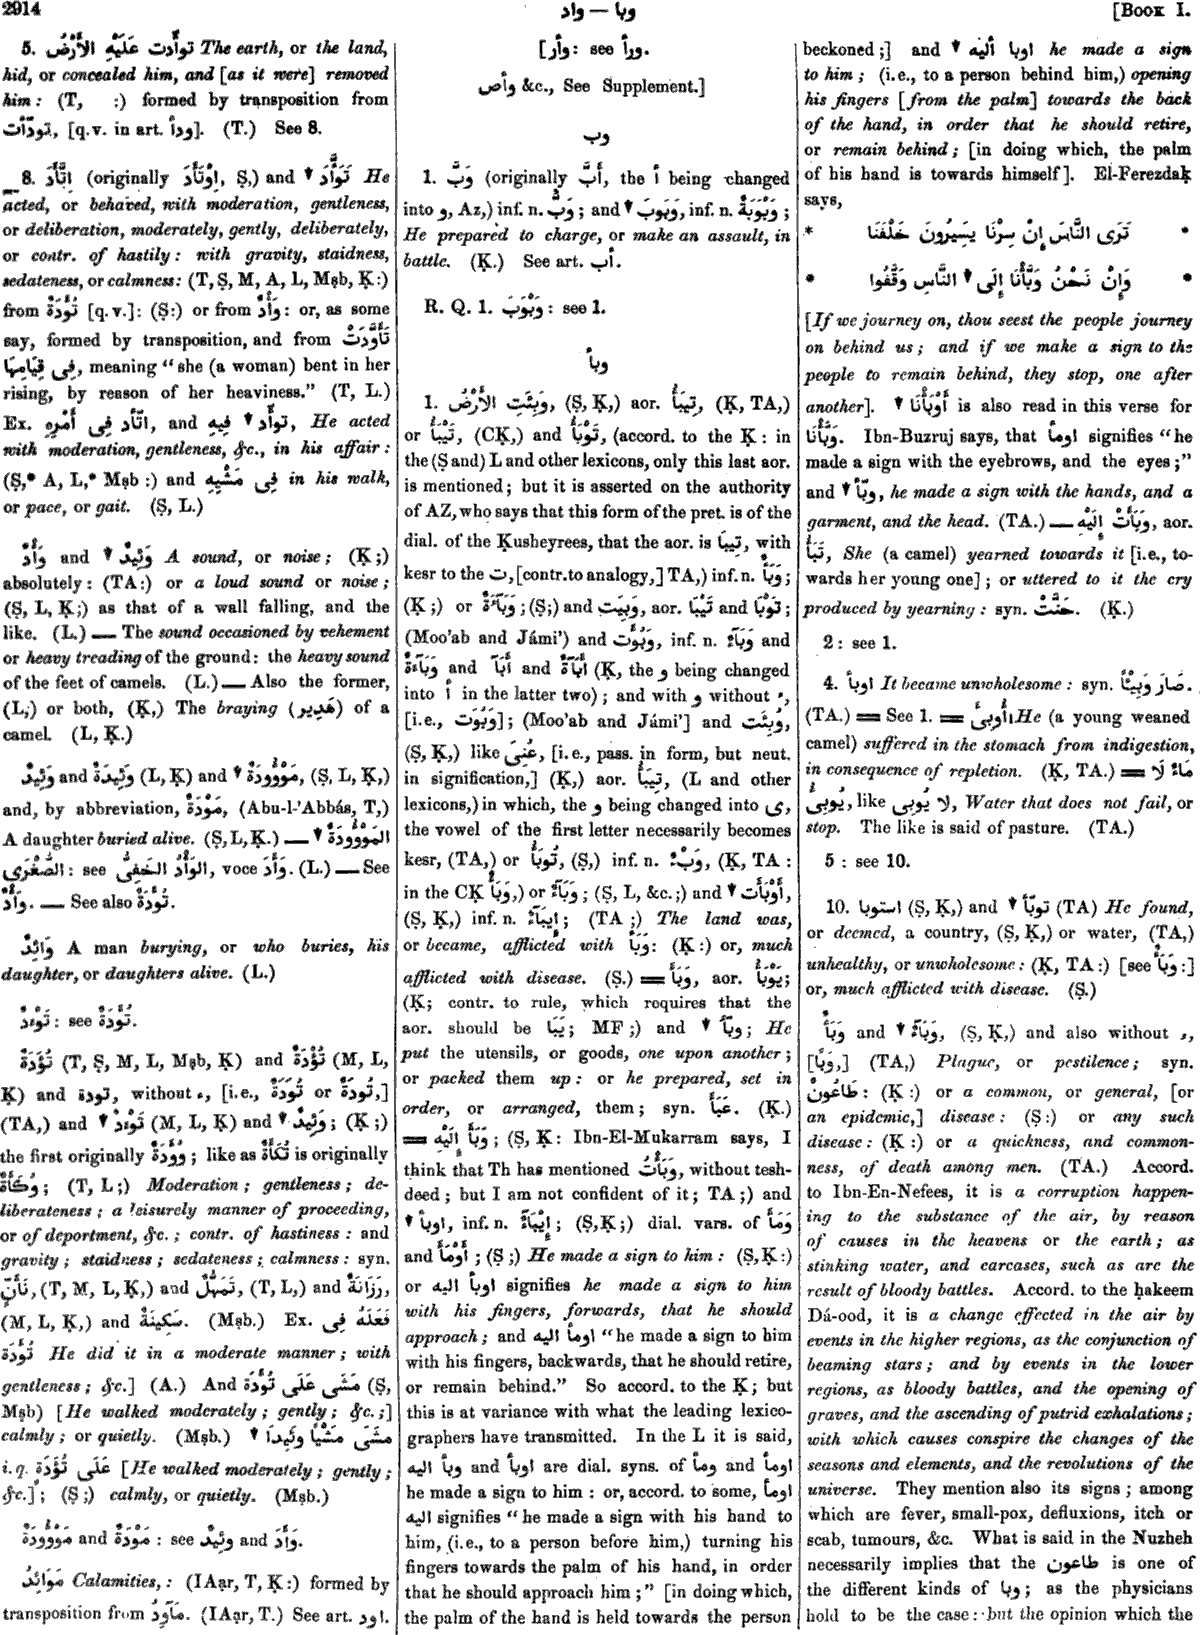 2914
وبا — واد
[BOOK I.
5. توأّدت عَلَيْهِ الأَرْضُ The earth, or the land,
hid, or concealed him, and [as it were] removed
him: (T, :) formed by transposition from
تودّأت, [q.v. in art. ودأ]. (T.) See 8.
8. اِتَّأَدَ (originally اِوْتَأَدَ, Ṣ,) and تَوَأَّدَ He
acted, or behaved, with moderation, gentleness,
or deliberation, moderately, gently, deliberately,
or contr. of hastily: with gravity, staidness,
sedateness, or calmness: (T, Ṣ, M, A, L, Mṣb, Ḳ:)
from تُؤَدَةٌ [q.v.]: (Ṣ:) or from وَأْدٌ: or, as some
say, formed by transposition, and from تَأَوَّدَتْ
فِى قِيَامِهَا, meaning "she (a woman) bent in her
rising, by reason of her heaviness." (T, L.)
Ex. اتّأد فِى أَمْرِهِ, and توأّد فِيهِ, He acted
with moderation, gentleness, &c., in his affair:
(Ṣ,* A, L,* Mṣb:) and فِى مَشْيِهِ in his walk,
or pace, or gait. (Ṣ, L.)
وَأْدٌ and وَئِيدٌ A sound, or noise; (Ḳ;)
absolutely: (TA:) or a loud sound or noise;
(Ṣ, L, Ḳ;) as that of a wall falling, and the
like. (L.) — The sound occasioned by vehement
or heavy treading of the ground: the heavy sound
of the feet of camels. (L.) — Also the former,
(L,) or both, (Ḳ,) The braying (هَدِير) of a
camel. (L, Ḳ.)
وَئِيدٌ and وَئِيدَةٌ (L, Ḳ) and مَوْؤُودَةٌ, (Ṣ, L, Ḳ,)
and, by abbreviation, مَوْدَةٌ, (Abu-l-'Abbás, T,)
A daughter buried alive. (Ṣ, L, Ḳ.) — المَوْؤُودَةُ
الصُّغْرَى: see الوَأْدُ الخَفِىُّ, voce وَأَدَ. (L.) — See
وَأْدٌ. — See also تُؤَدَةٌ.
وَائِدٌ A man burying, or who buries, his
daughter, or daughters alive. (L.)
تَوْءَدٌ: see تُؤَدَةٌ.
تُؤَدَةٌ (T, Ṣ, M, L, Mṣb, Ḳ) and تُؤْدَةٌ (M, L,
Ḳ) and تودة, without ء, [i.e., تُوَدَةٌ or تُودَةٌ,]
(TA,) and تَوْءَدٌ (M, L, Ḳ) and وَئِيدٌ; (Ḳ;)
the first originally وُؤَدَةٌ; like as تُكَأَةٌ is originally
وُكَأَةٌ; (T, L;) Moderation; gentleness; de-
liberateness; a leisurely manner of proceeding,
or of deportment, &c.; contr. of hastiness: and
gravity; staidness; sedateness; calmness: syn.
تَأَنٍّ, (T, M, L, Ḳ,) and تَمَهُّلٌ, (T, L,) and رَزَانَةٌ,
(M, L, Ḳ,) and سَكِينَةٌ. (Mṣb.) Ex. فَعَلَهُ فِى
تُؤَدَة He did it in a moderate manner; with
gentleness; &c.] (A.) And مَشَى عَلَى تُؤَدَةٍ (Ṣ,
Mṣb) [He walked moderately; gently; &c.;]
calmly; or quietly. (Mṣb.) مشَى مَشْيًا وَئِيدًا
i.q. عَلَى تُؤَدَةٍ [He walked moderately; gently;
&c.]; (Ṣ;) calmly, or quietly. (Mṣb.)
مَوْؤُودَةٌ and مَوْدَةٌ: see وَئِيدٌ and وَأَدَ.
مَوَائِدُ Calamities,: (IAạr, T, Ḳ:) formed by
transposition from مَآوِدُ. (IAạr, T.) See art. اود.
[وأر: see ورأ.
وأص &c., See Supplement.]
وب
1. وَبَّ (originally أَبَّ, the أ being changed
into و, Az,) inf. n. وَبٌّ; and وَبْوَبَ, inf. n. وَبْوَبَةٌ;
He prepared to charge, or make an assault, in
battle. (Ḳ.) See art. أب.
R. Q. 1. وَبْوَبَ: see 1.
وبأ
1. وَبِئَتِ الأَرْضُ, (Ṣ, Ḳ,) aor. تِيبَأُ, (Ḳ, TA,)
or تَيْبَأُ, (CḲ,) and تَوْبَأُ, (accord. to the Ḳ: in
the (Ṣ and) L and other lexicons, only this last aor.
is mentioned; but it is asserted on the authority
of AZ, who says that this form of the pret. is of the
dial. of the Ḳusheyrees, that the aor. is تِيبَأ, with
kesr to the ت, [contr. to analogy,] TA,) inf. n. وَبَأٌ;
(Ḳ;) or وَبَآءَةٌ; (Ṣ;) and وَبِيَت, aor. تَيْبَا and تَوْبَا;
(Moo'ab and Jámi') and وَبُؤَت, inf. n. وَبَآءٌ and
وَبَآءَةٌ and أَبَآ and أَبَآءَةٌ (Ḳ, the و being changed
into أ in the latter two); and with و without ء,
[i.e., وَبُوَت]; (Moo'ab and Jámi'] and وُبِئَت,
(Ṣ, Ḳ,) like عُنِىَ, [i.e., pass. in form, but neut.
in signification,] (Ḳ,) aor. تِيبَأُ, (L and other
lexicons,) in which, the و being changed into ى,
the vowel of the first letter necessarily becomes
kesr, (TA,) or تُوبَأُ, (Ṣ,) inf. n. وَبْءٌ, (Ḳ, TA:
in the CḲ وَبَأٌ,) or وَبَآءٌ; (Ṣ, L, &c.;) and أَوْبَأَت,
(Ṣ, Ḳ,) inf. n. إِيبَآءٌ; (TA;) The land was,
or became, afflicted with وَبَأ: (Ḳ:) or, much
afflicted with disease. (Ṣ.) = وَبَأَ, aor. يَوْبَأُ;
(Ḳ; contr. to rule, which requires that the
aor. should be يَبَأُ; MF;) and وبّأ; He
put the utensils, or goods, one upon another;
or packed them up: or he prepared, set in
order, or arranged, them; syn. عَبَأَ. (Ḳ.)
= وَبَأَ إِلَيْهِ; (Ṣ, Ḳ: Ibn-El-Mukarram says, I
think that Th has mentioned وَبَأْتُ, without tesh-
deed; but I am not confident of it; TA;) and
اوبأ, inf. n. إِيْبَآءٌ; (Ṣ, Ḳ;) dial. vars. of وَمَأَ
and أَوْمَأَ; (Ṣ;) He made a sign to him: (Ṣ, Ḳ:)
or اوبأ اليه signifies he made a sign to him
with his fingers, forwards, that he should
approach; and اومأ اليه "he made a sign to him
with his fingers, backwards, that he should retire,
or remain behind." So accord. to the Ḳ; but
this is at variance with what the leading lexico-
graphers have transmitted. In the L it is said,
وبأ اليه and اوبأ are dial. syns. of ومأ and اومأ
he made a sign to him: or, accord. to some, اومأ
اليه signifies "he made a sign with his hand to
him, (i.e., to a person before him,) turning his
fingers towards the palm of his hand, in order
that he should approach him;" [in doing which,
the palm of the hand is held towards the person
beckoned;] and اوبا أليه he made a sign
to him; (i.e., to a person behind him,) opening
his fingers [from the palm] towards the back
of the hand, in order that he should retire,
or remain behind; [in doing which, the palm
of his hand is towards himself]. El-Ferezdaḳ
says,
* تَرَى النَّاسَ إِنْ سِرْنَا يَسِيرُونَ خَلْفَنَا *
* وَإِنْ نَحْنُ وَبَّأْنَا إِلَى النَّاسِ وَقَّفُوا *
[If we journey on, thou seest the people journey
on behind us; and if we make a sign to the
people to remain behind, they stop, one after
another]. أَوْبَأْنَا is also read in this verse for
وَبَّأْنَا. Ibn-Buzruj says, that اومأ signifies "he
made a sign with the eyebrows, and the eyes;"
and وبّأ, he made a sign with the hands, and a
garment, and the head. (TA.) — وَبَأَتْ إِلَيْهِ, aor.
تَبَأُ, She (a camel) yearned towards it [i.e., to-
wards her young one]; or uttered to it the cry
produced by yearning: syn. حَنَّتْ. (Ḳ.)
2: see 1.
4. اوبأ It became unwholesome: syn. صَارَ وَبِيْئًا.
(TA.) = See 1. = أُوبِىَٔ He (a young weaned
camel) suffered in the stomach from indigestion,
in consequence of repletion. (Ḳ, TA.) = مَاءٌ لَا
يُوبِئُ, like لا يُوبِى, Water that does not fail, or
stop. The like is said of pasture. (TA.)
5: see 10.
10. استوبا (Ṣ, Ḳ,) and توبّأ (TA) He found,
or deemed, a country, (Ṣ, Ḳ,) or water, (TA,)
unhealthy, or unwholesome: (Ḳ, TA:) [see وَبَأٌ:]
or, much afflicted with disease. (Ṣ.)
وَبَأٌ and وَبَآءٌ, (Ṣ, Ḳ,) and also without ء,
[وَبًا,] (TA,) Plague, or pestilence; syn.
طَاعُونٌ: (Ḳ:) or a common, or general, [or
an epidemic,] disease: (Ṣ:) or any such
disease: (Ḳ:) or a quickness, and common-
ness, of death among men. (TA.) Accord.
to Ibn-En-Nefees, it is a corruption happen-
ing to the substance of the air, by reason
of causes in the heavens or the earth; as
stinking water, and carcases, such as are the
result of bloody battles. Accord. to the ḥakeem
Dá-ood, it is a change effected in the air by
events in the higher regions, as the conjunction of
beaming stars; and by events in the lower
regions, as bloody battles, and the opening of
graves, and the ascending of putrid exhalations;
with which causes conspire the changes of the
seasons and elements, and the revolutions of the
universe. They mention also its signs; among
which are fever, small-pox, defluxions, itch or
scab, tumours, &c. What is said in the Nuzheh
necessarily implies that the طاعون is one of
the different kinds of وبا; as the physicians
hold to be the case: but the opinion which the